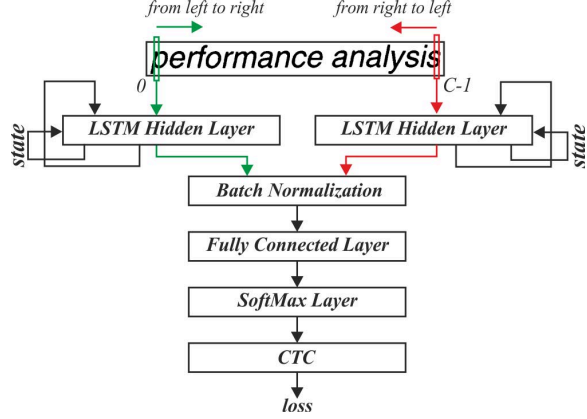 from left to right from right to left
performance analysis
0 C-1
LSTM Hidden Layer LSTM Hidden Layer
state state
Batch Normalization
Fully Connected Layer
SoftMax Layer
CTC
loss